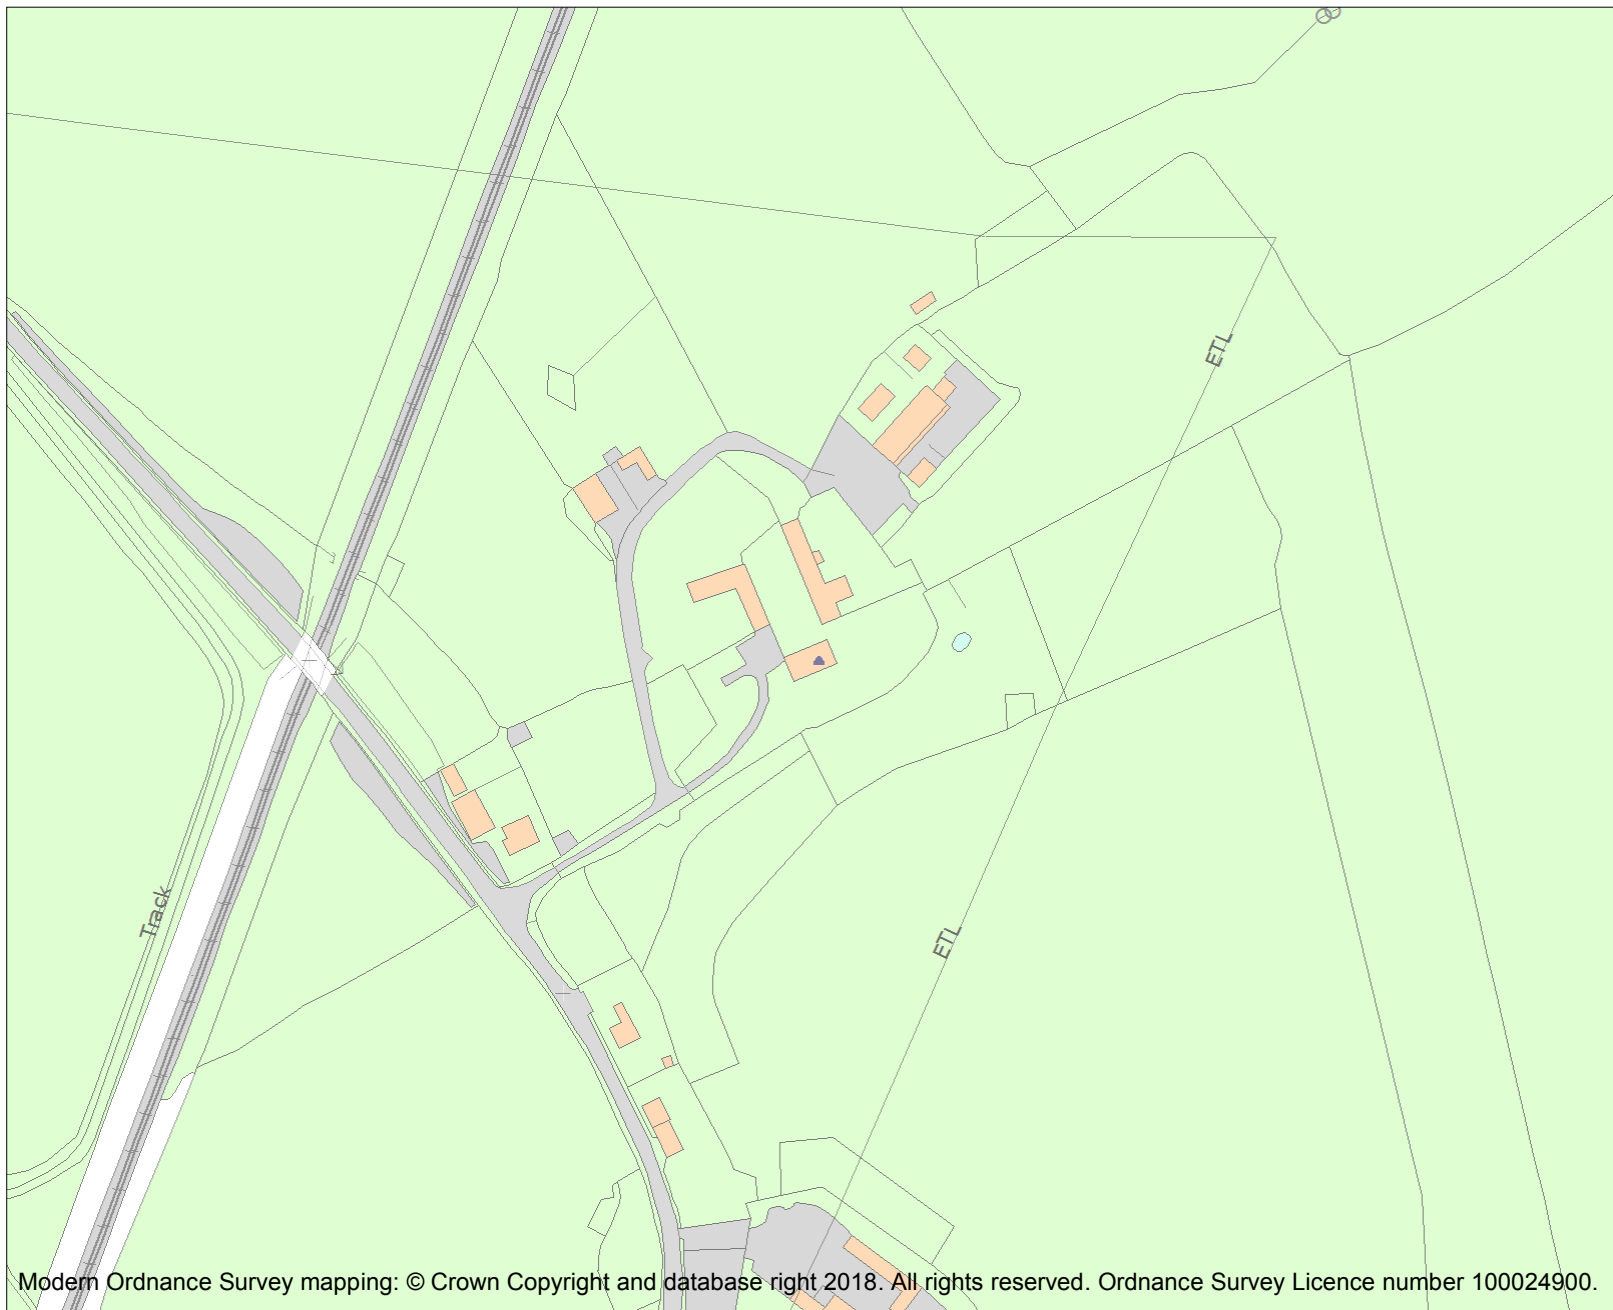 ETL
Track
ETL
Modern Ordnance Survey mapping: © Crown Copyright and database right 2018. All rights reserved. Ordnance Survey Licence number 100024900.